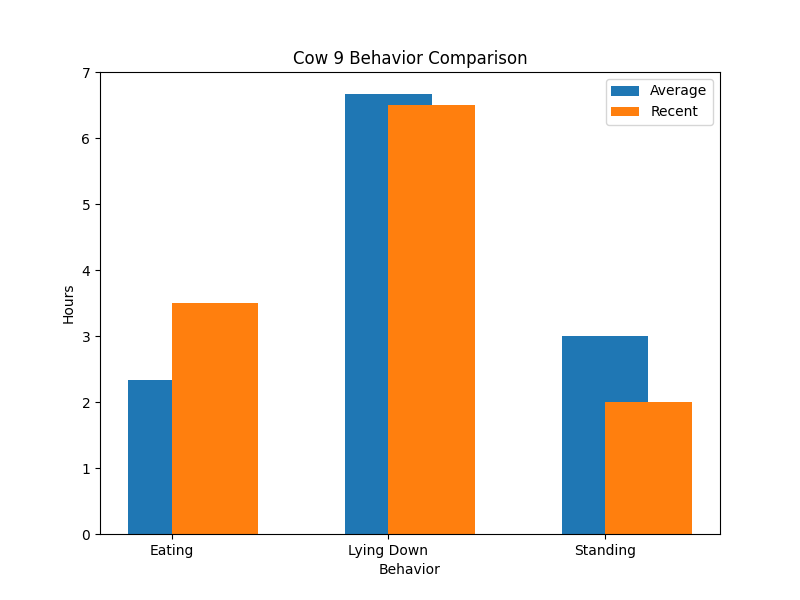 Cow 9 Behavior Comparison
Average
Recent
7
6
5
4
3
2
1
0
Hours
Eating
Lying Down
Standing
Behavior